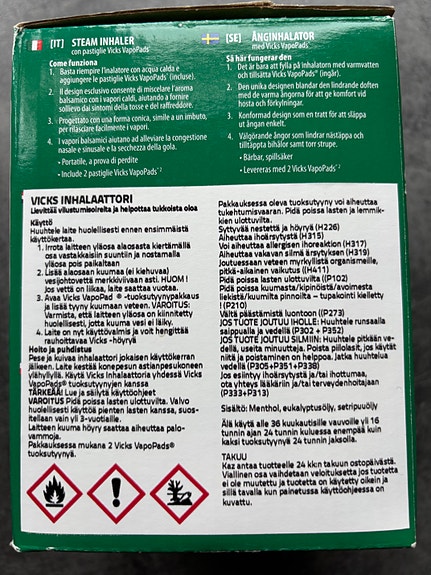 [IT] STEAM INHALER
con pastiglie Vicks VapoPads
Come funziona
1. Basta riempire l'inalatore con acqua calda e
aggiungere VapoPads* (incluse).
2. Il design esclusivo consente di miscelare l'aroma
balsamico con i vapori caldi, aiutando a fornire
sollievo dai sintomi della tosse e del raffreddore.
3. Progettato con una forma conica, simile a un imbuto,
per rilasciare facilmente i vapori.
4. I vapori balsamici aiutano ad alleviare la congestione
nasale e sinusale e la secchezza della gola.
• Portatile, a prova di perdite
• Include 2 pastiglie Vicks VapoPads*²
[SE] ÅNGINHALATOR
med Vicks VapoPads*
Så här fungerar den
1. Det är bara att fylla på inhalatorn med varmvatten
och tillsätta Vicks VapoPads* (ingår).
2. Den unika designen blandar den lindrande doften
med de varma ångorna för att ge komfort vid
hosta och förkylningar.
3. Konformad design som en tratt för att släppa
ut ången enkelt.
4. Välgörande ångor som lindrar nästäppa och
tilltäppta bihålor samt torr strupe.
• Bärbar, spillsäker
• Levereras med 2 Vicks VapoPads*²
VICKS INHALAATTORI
Lievittää vilustumisoireita ja helpottaa tukkoista oloa
Käyttö
Huuhtele laite huolellisesti ennen ensimmäistä
käyttökertaa.
1. Irrota laitteen yläosa alaosasta kiertämällä
osa vastakkaisiin suuntiin ja nostamalla
yläosa pois paikaltaan.
2. Lisää alaosaan kuumaa (ei kiehuvaa)
vesijohtovettä merkkiviivaan asti. HUOM !
Jos vettä on liikaa, laite saattaa vuotaa.
3. Avaa Vicks VapoPad ® -tuoksutyynypakkaus
ja lisää tyyny uuteen veteen. VAROITUS:
Varmista, että laitteen yläosa on kiinnitetty
huolellisesti, jotta kuuma vesi ei läiky.
4. Laite on nyt käyttövalmis ja voit hengittää
rauhoittavaa Vicks -höyryä
Hoito ja puhdistus
Pese ja kuivaa inhalaattori jokaisen käyttökerran
jälkeen. Laite kestää konepesun astianpesukoneen
ylähyllyllä. Käytä Vicks Inhalaattoria yhdessä Vicks
VapoPads® tuoksutyynyjen kanssa
TÄRKEÄÄ! Lue ja säilytä käyttöohjeet
VAROITUS Pidä poissa lasten ulottuvilta. Valvo
huolellisesti käyttöä pienten lasten kanssa, suos-
itellaan vain yli 3-vuotialle.
Laitteen kuuma höyry saattaa aiheuttaa palo-
vammoja.
Pakkauksessa mukana 2 Vicks VapoPads®
tuoksutyynyä.
Pakkauksessa oleva tuoksutyyny voi aiheuttaa
tukehtumisvaaran. Pidä poissa lasten ja lemmik-
kien ulottuvilta.
Syttyvää nestettä ja höyryä (H226)
Aiheuttaa ihoärsytystä (H315)
Voi aiheuttaa allergisen ihoreaktion (H317)
Aiheuttaa vakavan silmä ärsytyksen (H319)
Joutuessaan veteen myrkyllistä organismeille,
pitkä-aikainen vaikutus ((H411)
Pidä poissa lasten ulottuvilta ((P102)
Pidä poissa kuumasta/kipinöistä/avoimesta
liekistä/kuumilta pinnoilta – tupakointi kielletty
! (P210)
Vältä päästämistä luontoon ((P273)
JOS TUOTE JOUTUU IHOLLE: Huuhtele runsaalla
saippualla ja vedellä (P302 + P352)
JOS TUOTE JOUTUU SILMIIN: Huuhtele pitkään ve-
dellä, useita minuutteja. Poista piilolasit, jos käytät
niitä ja poistaminen on helppoa. Jatka huuhtelua
vedellä (P305+P351+P338)
Jos esiintyy ihoärsytystä ja/tai ihottumaa,
ota yhteys lääkäriin ja/tai terveydenhoitajaan
(P333+P313)
Sisältö: Menthol, eukalyptusöljy, setripuuöljy
Älä käytä alle 36 kuukautisille vauvoille yli 16
tunnin ajan 24 tunnin kuluessa enempää kuin
kaksi tuoksutyynyä 24 tunnin jaksolla.
TAKUU
Kaz antaa tuotteelle 24 kkn takuun ostopäivästä.
Viallinen osa vaihdetaan veloituksetta jos tuotetta
ei ole muutettu ja tuotetta on käytetty oikein ja
sillä tavalla kun painetussa käyttöohjeessa on
kuvattu.